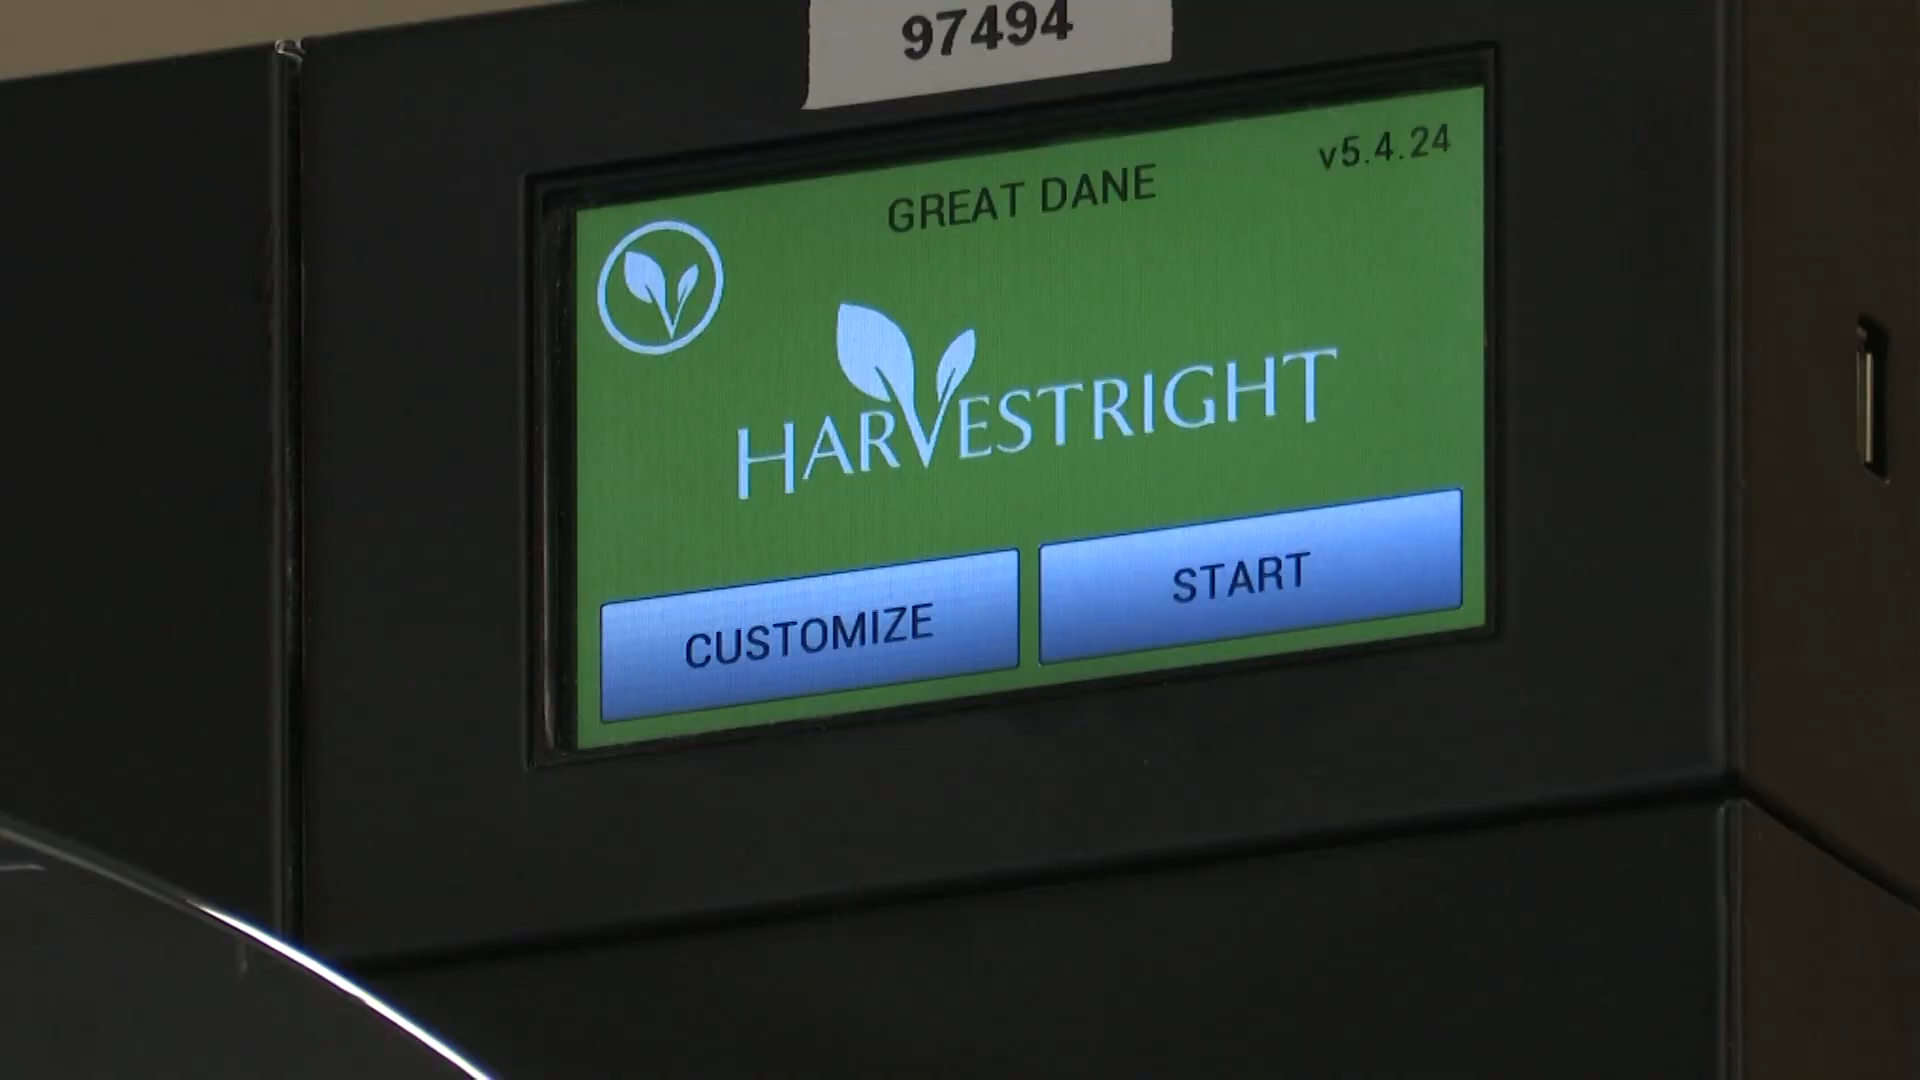 97494
v5.4.24
GREAT DANE
HARVESTRIGHT
CUSTOMIZE
START